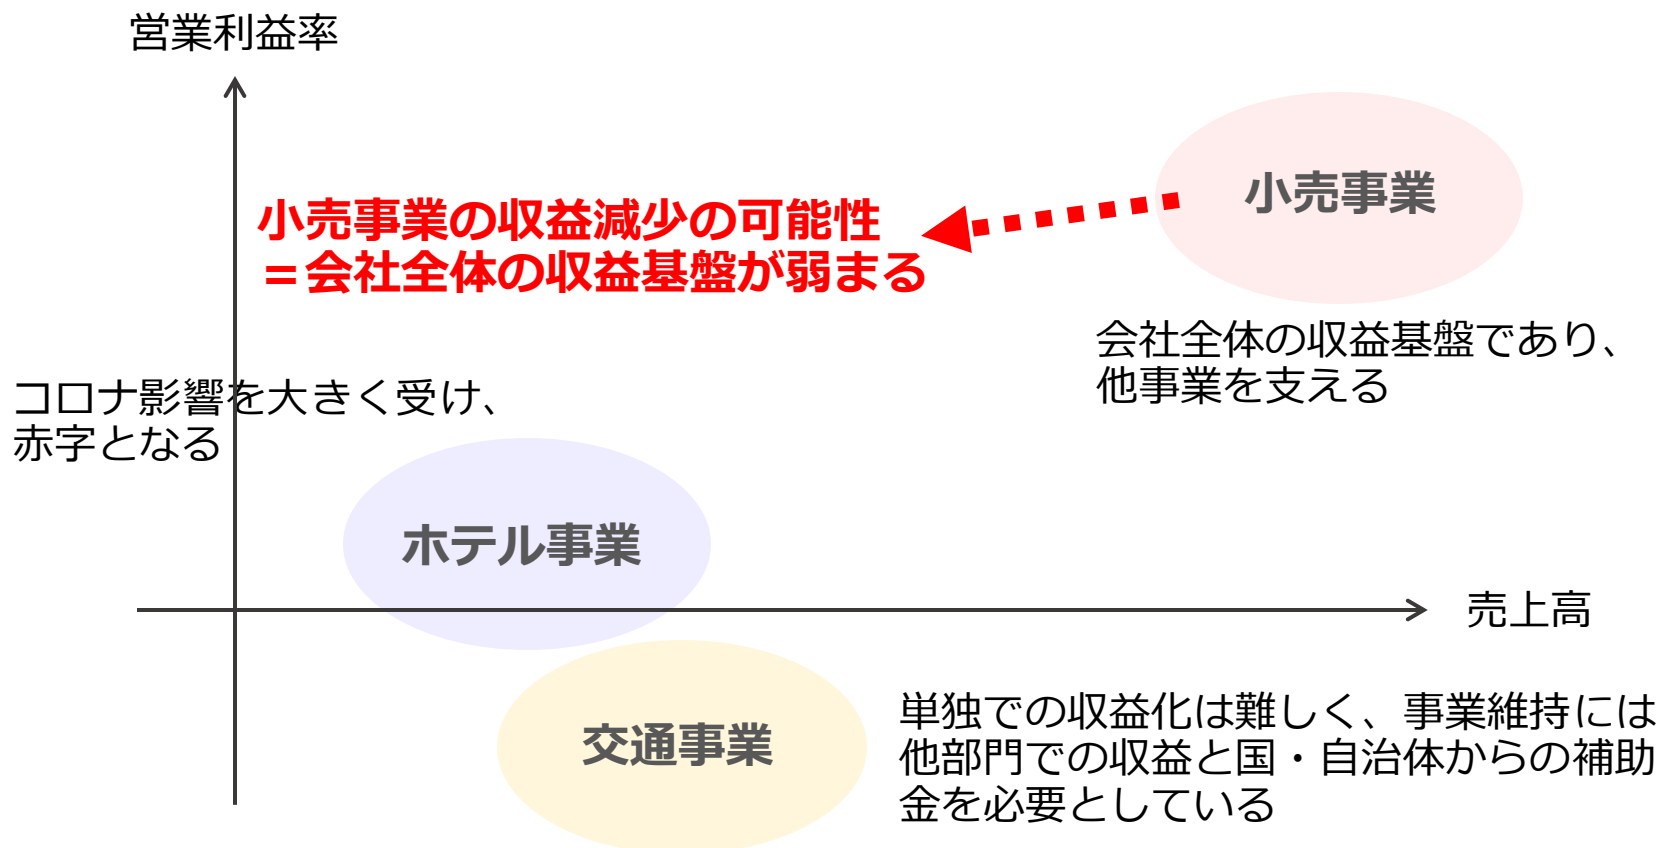 営業利益率
小売事業
小売事業の収益減少の可能性
＝会社全体の収益基盤が弱まる
会社全体の収益基盤であり、
他事業を支える
コロナ影響を大きく受け、
赤字となる
ホテル事業
売上高
交通事業
単独での収益化は難しく、事業維持には
他部門での収益と国・自治体からの補助
金を必要としている